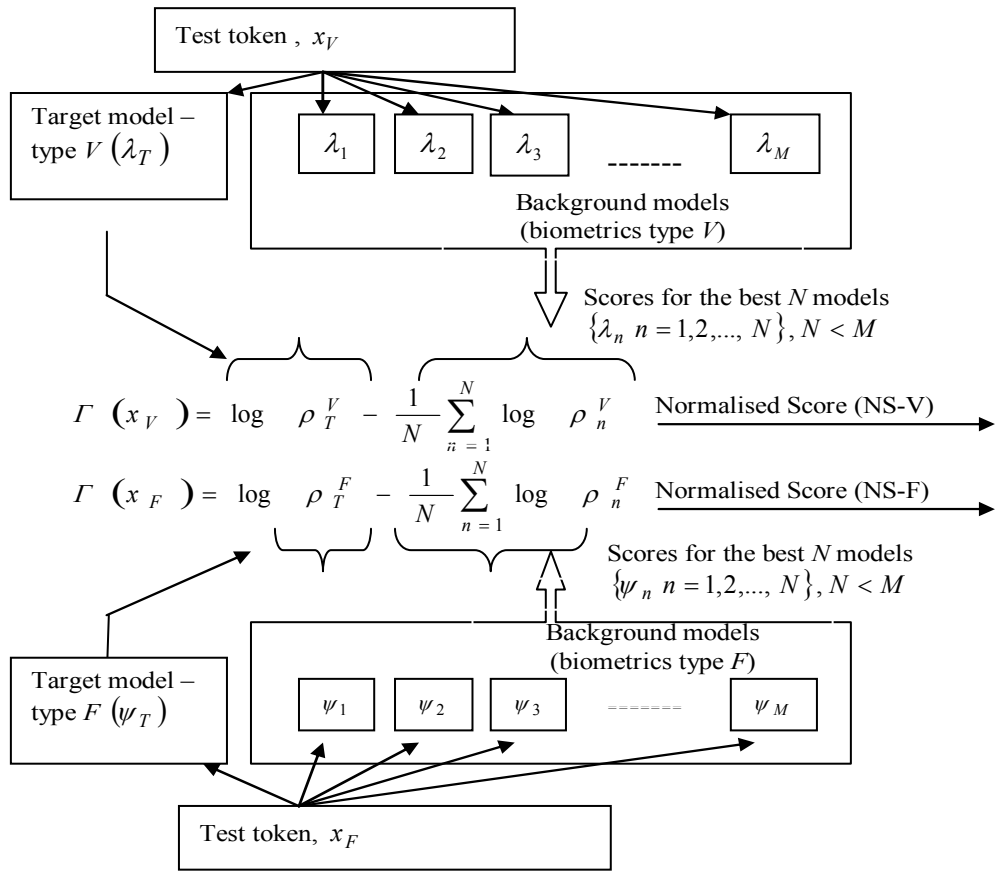 Test token , x_V
Target model –
type V (λ_T)
λ_1 λ_2 λ_3 ------- λ_M
Background models
(biometrics type V)
Scores for the best N models
{λ_n n = 1,2,..., N}, N < M
Γ (x_V) = log ρ_T^V − 1/N ∑_{n=1}^N log ρ_n^V
Normalised Score (NS-V)
Γ (x_F) = log ρ_T^F − 1/N ∑_{n=1}^N log ρ_n^F
Normalised Score (NS-F)
Scores for the best N models
{ψ_n n = 1,2,..., N}, N < M
Background models
(biometrics type F)
Target model –
type F (ψ_T)
ψ_1 ψ_2 ψ_3 ======= ψ_M
Test token, x_F